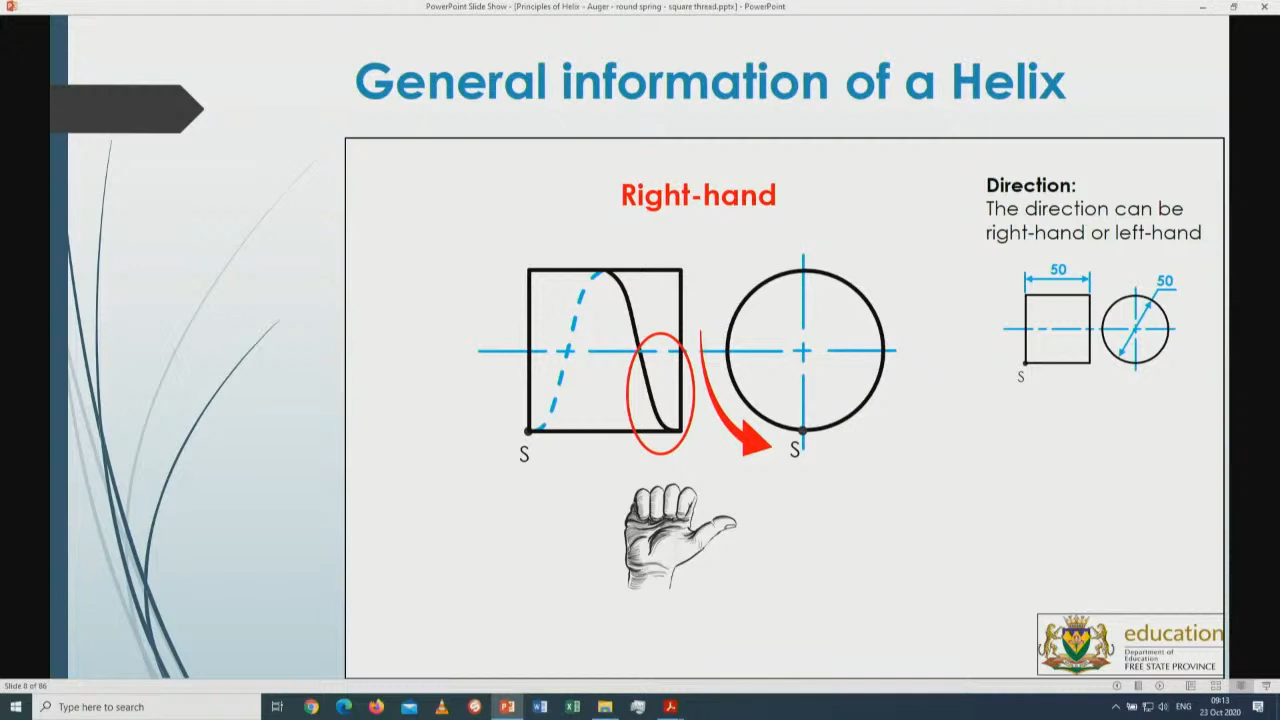 PowerPoint Slide Show - [Principles of Helix - Auger - round spring - square thread.pptx] - PowerPoint
General information of a Helix
Right-hand
Direction:
The direction can be
right-hand or left-hand
50
50
S
S
S
education
Department of
Education
FREE STATE PROVINCE
Slide 8 of 86
Type here to search
ENG
09:13
23 Oct 2020